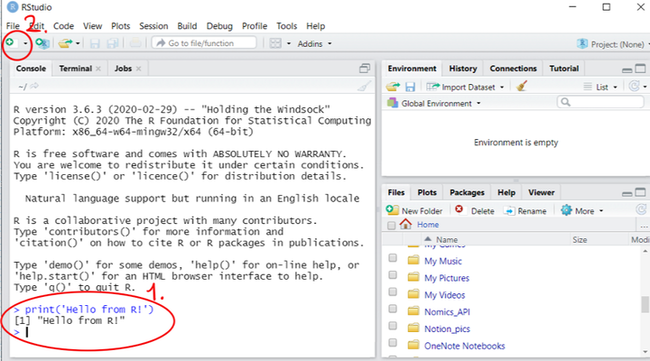 RStudio
File Edit Code View Plots Session Build Debug Profile Tools Help
2.
Go to file/function
Addins
Project: (None)
Console Terminal Jobs
~/
R version 3.6.3 (2020-02-29) -- "Holding the Windsock"
Copyright (C) 2020 The R Foundation for Statistical Computing
Platform: x86_64-w64-mingw32/x64 (64-bit)
R is free software and comes with ABSOLUTELY NO WARRANTY.
You are welcome to redistribute it under certain conditions.
Type 'license()' or 'licence()' for distribution details.
Natural language support but running in an English locale
R is a collaborative project with many contributors.
Type 'contributors()' for more information and
'citation()' on how to cite R or R packages in publications.
Type 'demo()' for some demos, 'help()' for on-line help, or
'help.start()' for an HTML browser interface to help.
Type 'q()' to quit R.
1.
> print('Hello from R!')
[1] "Hello from R!"
>
Environment History Connections Tutorial
Import Dataset
List
Global Environment
Environment is empty
Files Plots Packages Help Viewer
New Folder Delete Rename More
Home
Name Size Modified
My Music
My Pictures
My Videos
Nomics_API
Notion_pics
OneNote Notebooks